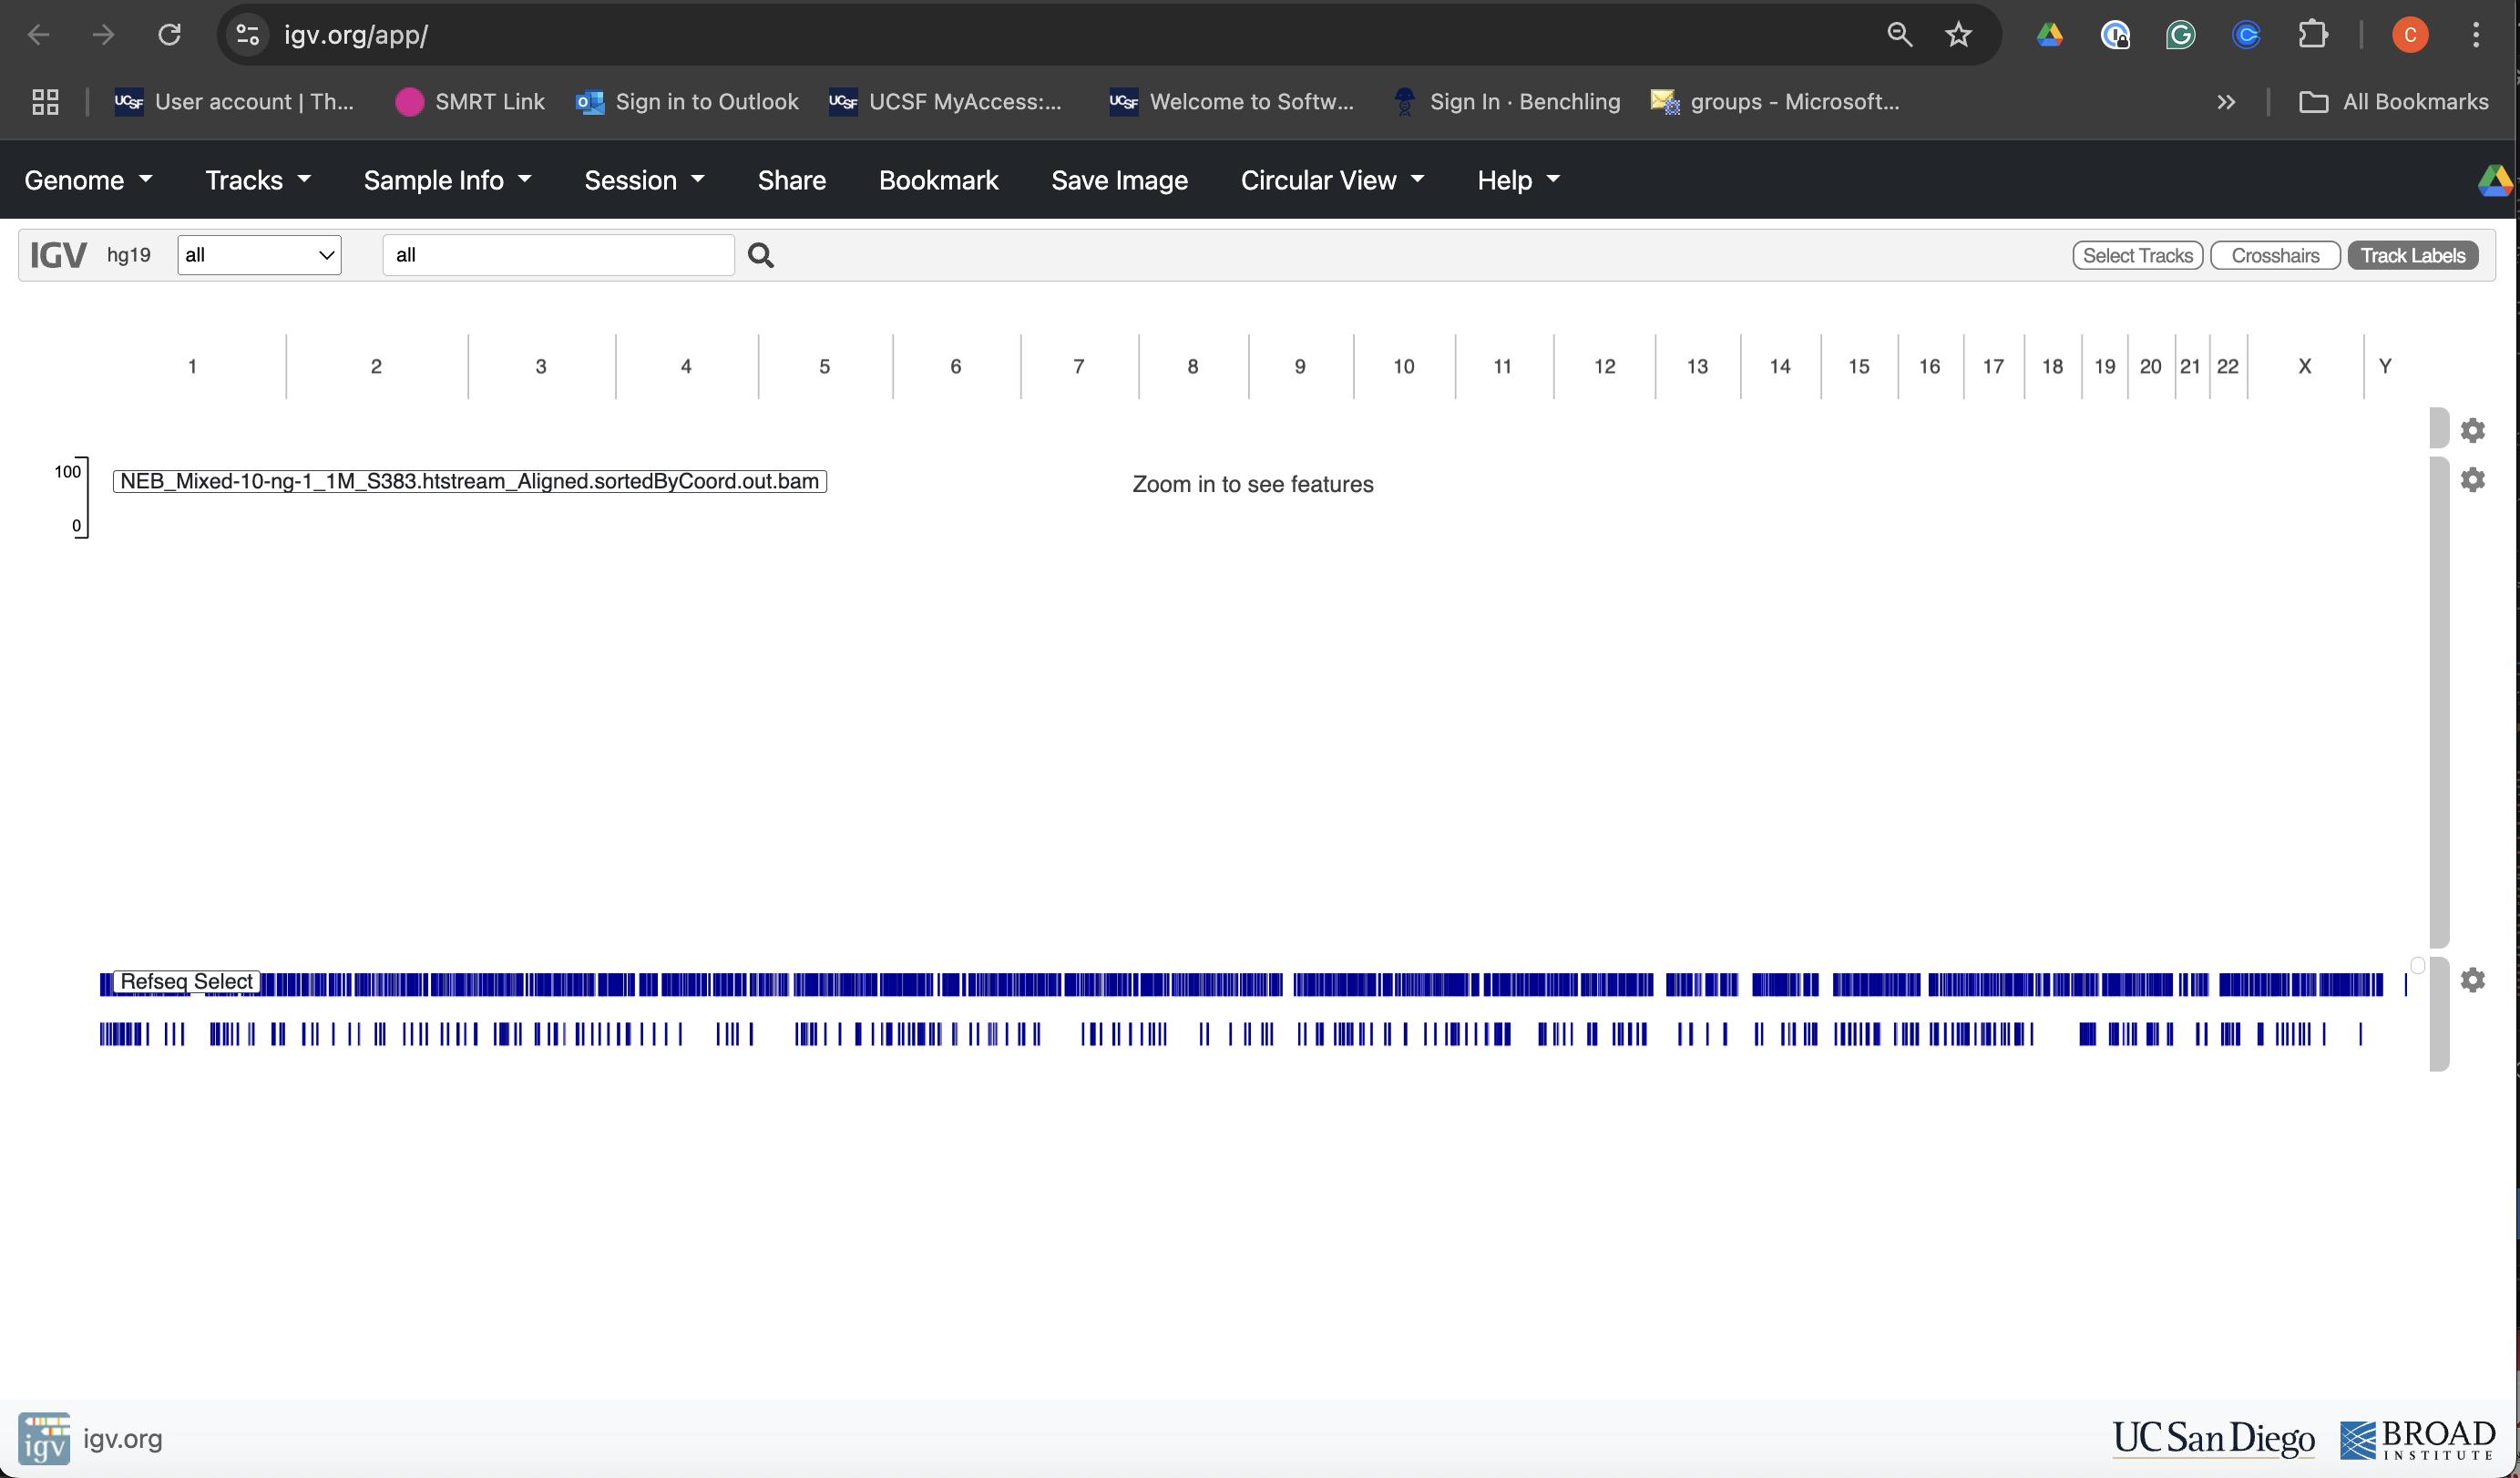 igv.org/app/
C
UCSF User account | Th... SMRT Link Sign in to Outlook UCSF UCSF MyAccess:... UCSF Welcome to Softw... Sign In · Benchling groups - Microsoft... » All Bookmarks
Genome Tracks Sample Info Session Share Bookmark Save Image Circular View Help
IGV hg19 all all Select Tracks Crosshairs Track Labels
1 2 3 4 5 6 7 8 9 10 11 12 13 14 15 16 17 18 19 20 21 22 X Y
100 NEB_Mixed-10-ng-1_1M_S383.htstream_Aligned.sortedByCoord.out.bam Zoom in to see features
0
Refseq Select
igv igv.org UC San Diego BROAD
INSTITUTE